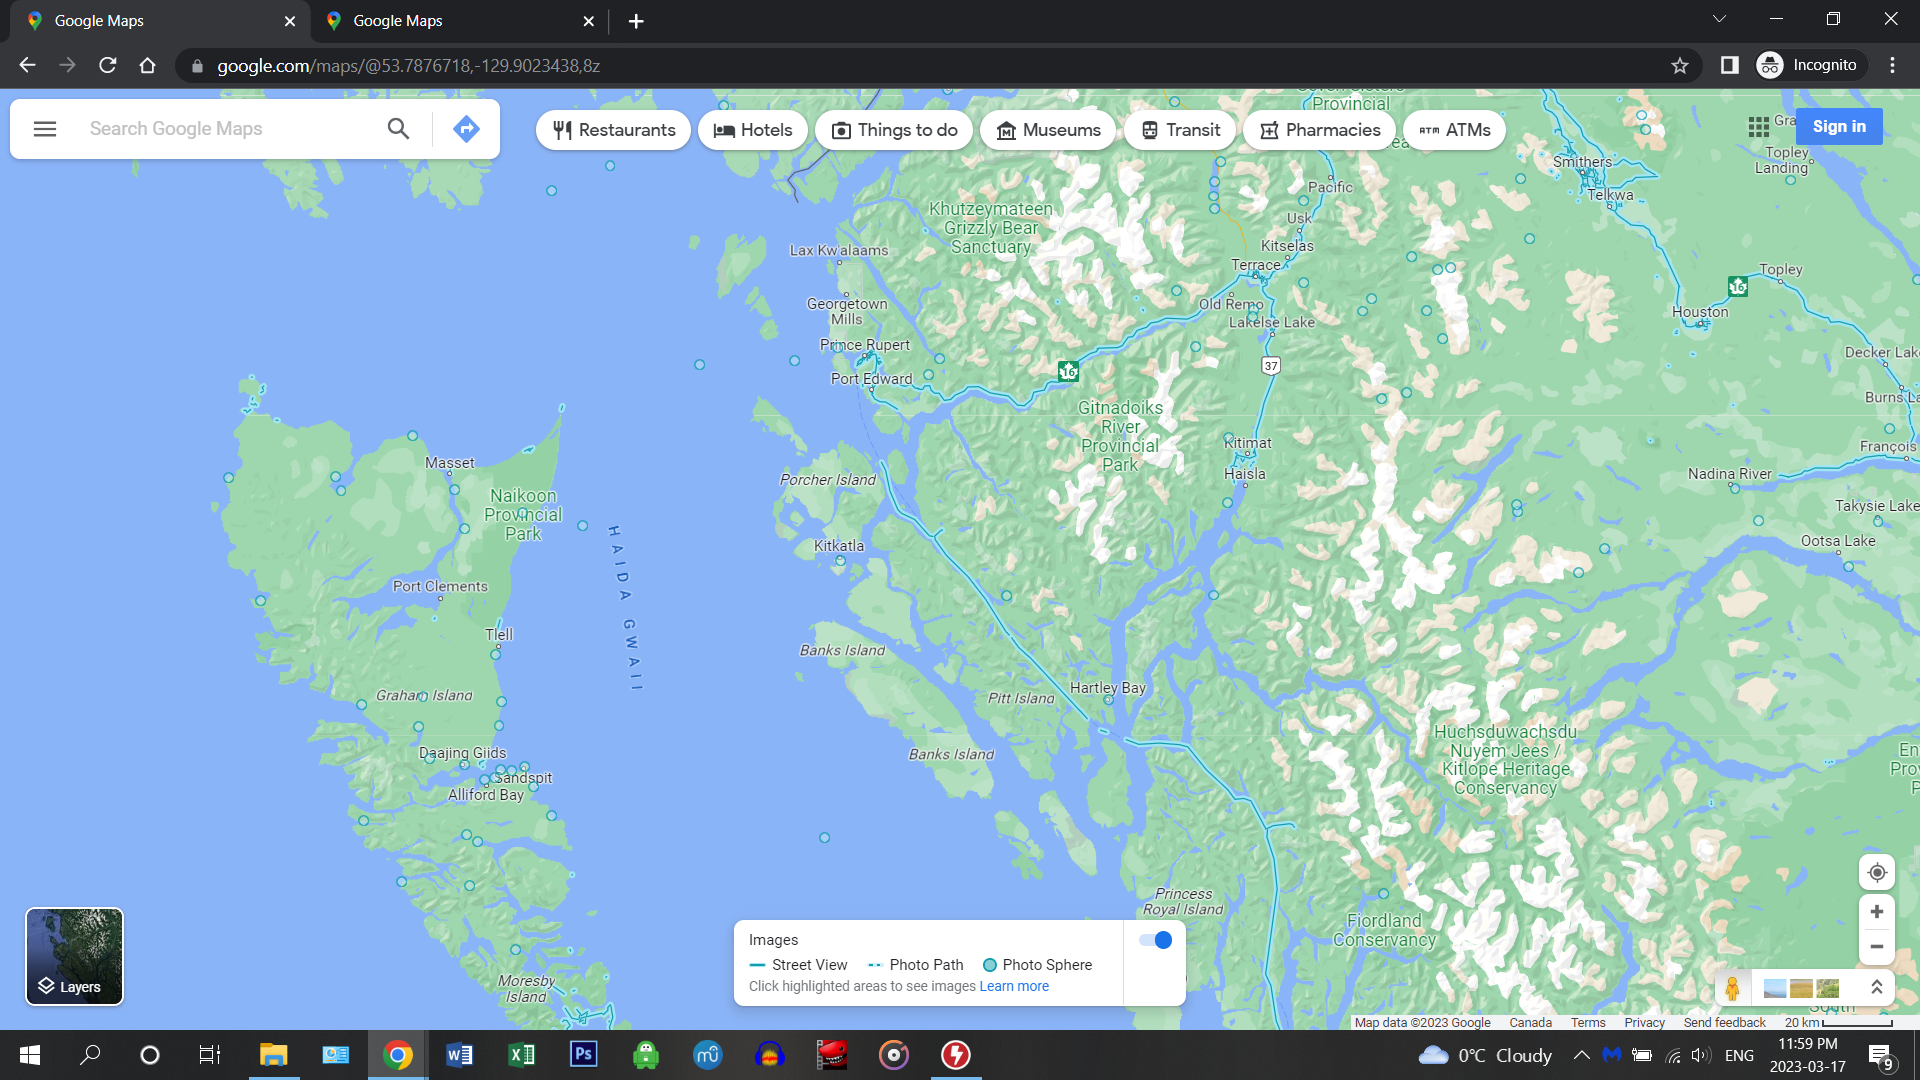 Google Maps
Google Maps
google.com/maps/@53.7876718,-129.9023438,8z
Incognito
Search Google Maps
Restaurants
Hotels
Things to do
Museums
Transit
Pharmacies
ATM
ATMs
Sign in
Provincial
Smithers
Telkwa
Topley
Landing
Pacific
Usk
Kitselas
Terrace
Old Remo
Lakelse Lake
Khutzeymateen
Grizzly Bear
Sanctuary
Lax Kw'alaams
Georgetown
Mills
Prince Rupert
Port Edward
16
37
16
Topley
Houston
Decker Lake
François
Gitnadoiks
River
Provincial
Park
Kitimat
Haisla
Nadina River
Takysie Lake
Ootsa Lake
Masset
Naikoon
Provincial
Park
HAIDA GWAII
Porcher Island
Kitkatla
Port Clements
Tlell
Graham Island
Banks Island
Pitt Island
Hartley Bay
Banks Island
Daajing Giids
Sandspit
Alliford Bay
Huchsduwachsdu
Nuyem Jees /
Kitlope Heritage
Conservancy
Princess
Royal Island
Fiordland
Conservancy
Moresby
Island
Layers
Images
Street View
Photo Path
Photo Sphere
Click highlighted areas to see images Learn more
Map data ©2023 Google
Canada
Terms
Privacy
Send feedback
20 km
W
X
Ps
0°C Cloudy
ENG
11:59 PM
2023-03-17
9